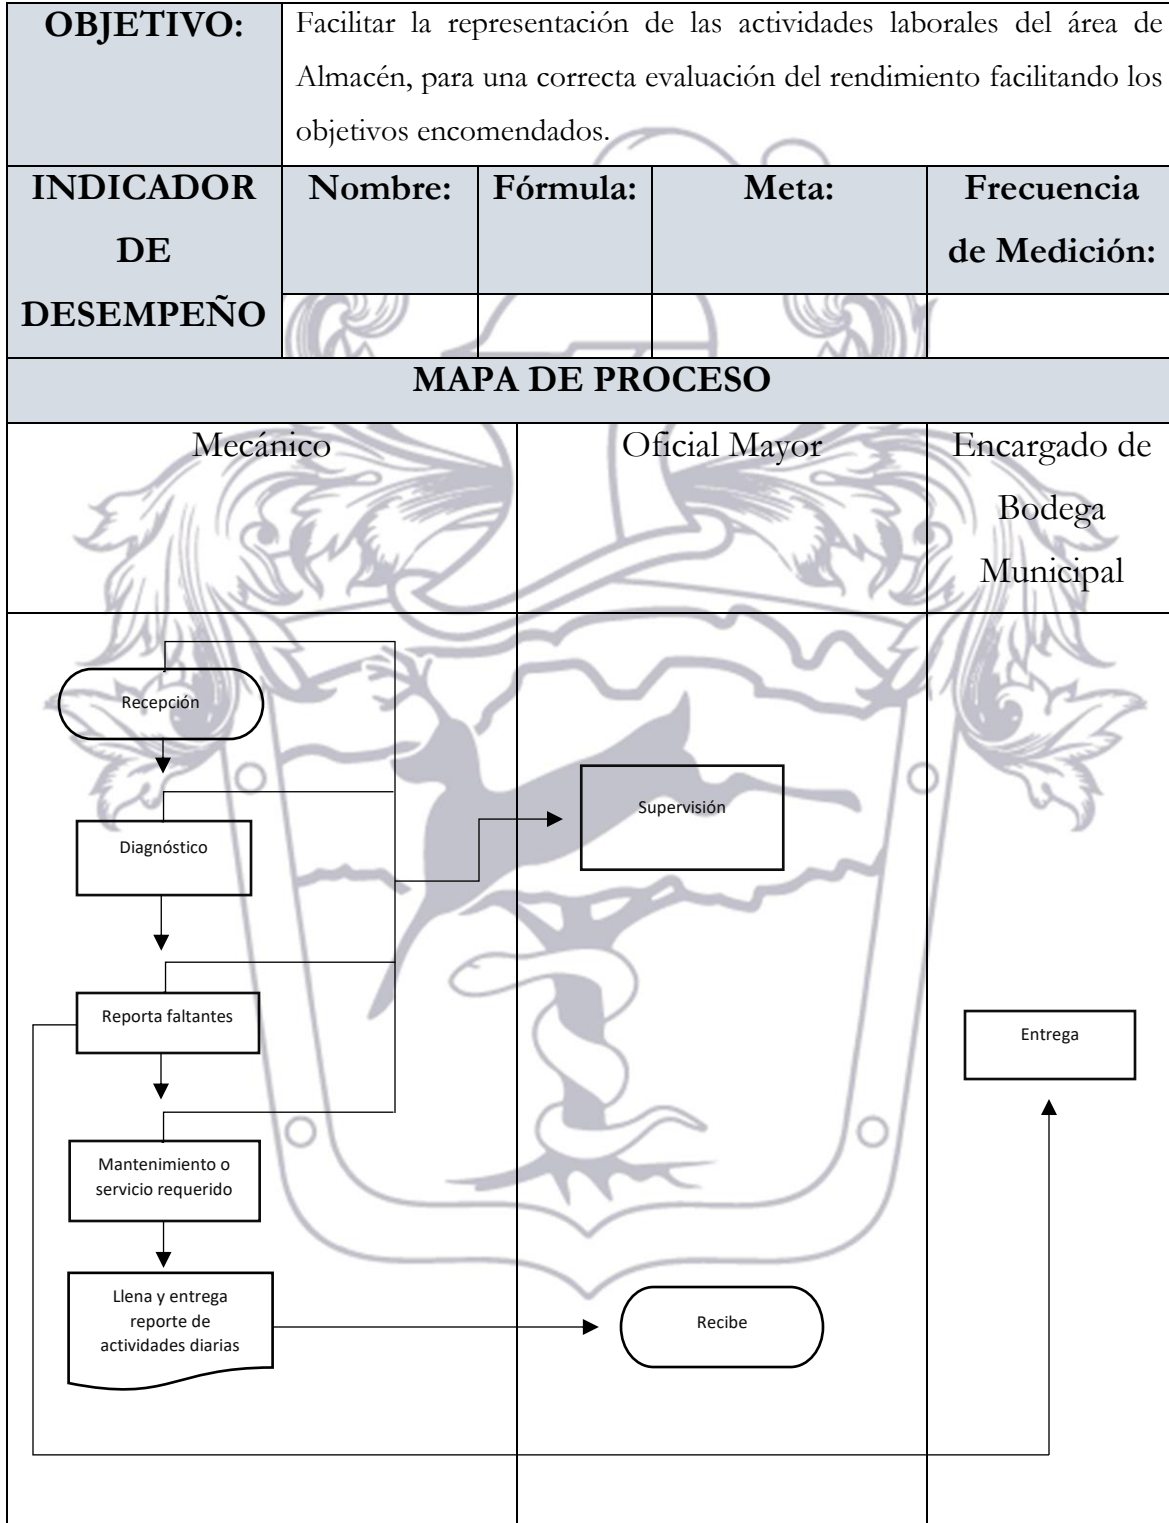 OBJETIVO:
Facilitar la representación de las actividades laborales del área de
Almacén, para una correcta evaluación del rendimiento facilitando los
objetivos encomendados.
INDICADOR
DE
DESEMPEÑO
Nombre:
Fórmula:
Meta:
Frecuencia
de Medición:
MAPA DE PROCESO
Mecánico
Oficial Mayor
Encargado de
Bodega
Municipal
Recepción
Supervisión
Diagnóstico
Reporta faltantes
Entrega
Mantenimiento o
servicio requerido
Llena y entrega
reporte de
actividades diarias
Recibe